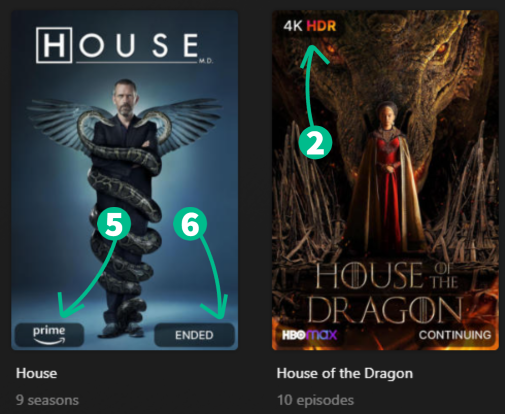 HOUSE
M.D.
5
6
prime
ENDED
House
9 seasons
4K HDR
2
HOUSE OF THE
DRAGON
HBO max
CONTINUING
House of the Dragon
10 episodes